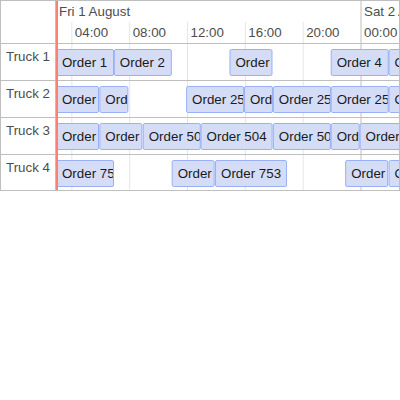 Fri 1 August Sat 2
04:00 08:00 12:00 16:00 20:00 00:00
Truck 1 Order 1 Order 2 Order Order 4
Truck 2 Order Ord Order 25 Ord Order 25 Order 25
Truck 3 Order Order Order 50 Order 504 Order 50 Ord Order
Truck 4 Order 75 Order Order 753 Order